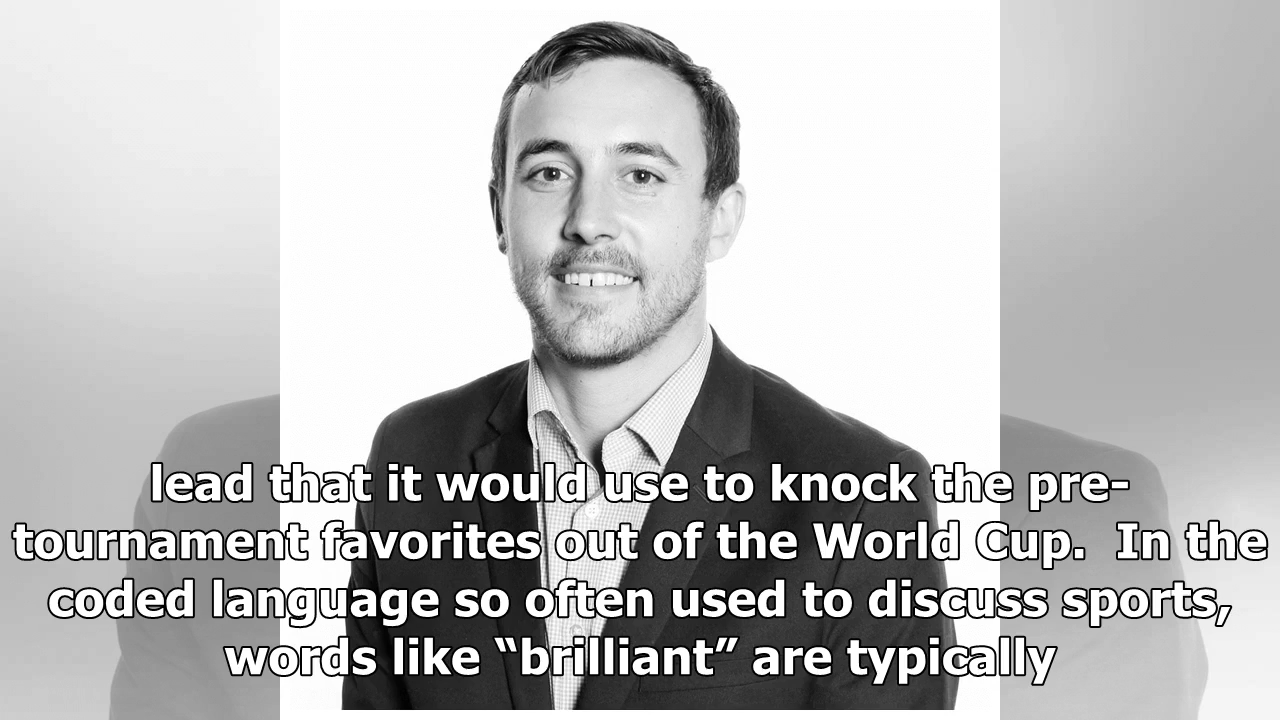 lead that it would use to knock the pre-
tournament favorites out of the World Cup.  In the
coded language so often used to discuss sports,
words like “brilliant” are typically